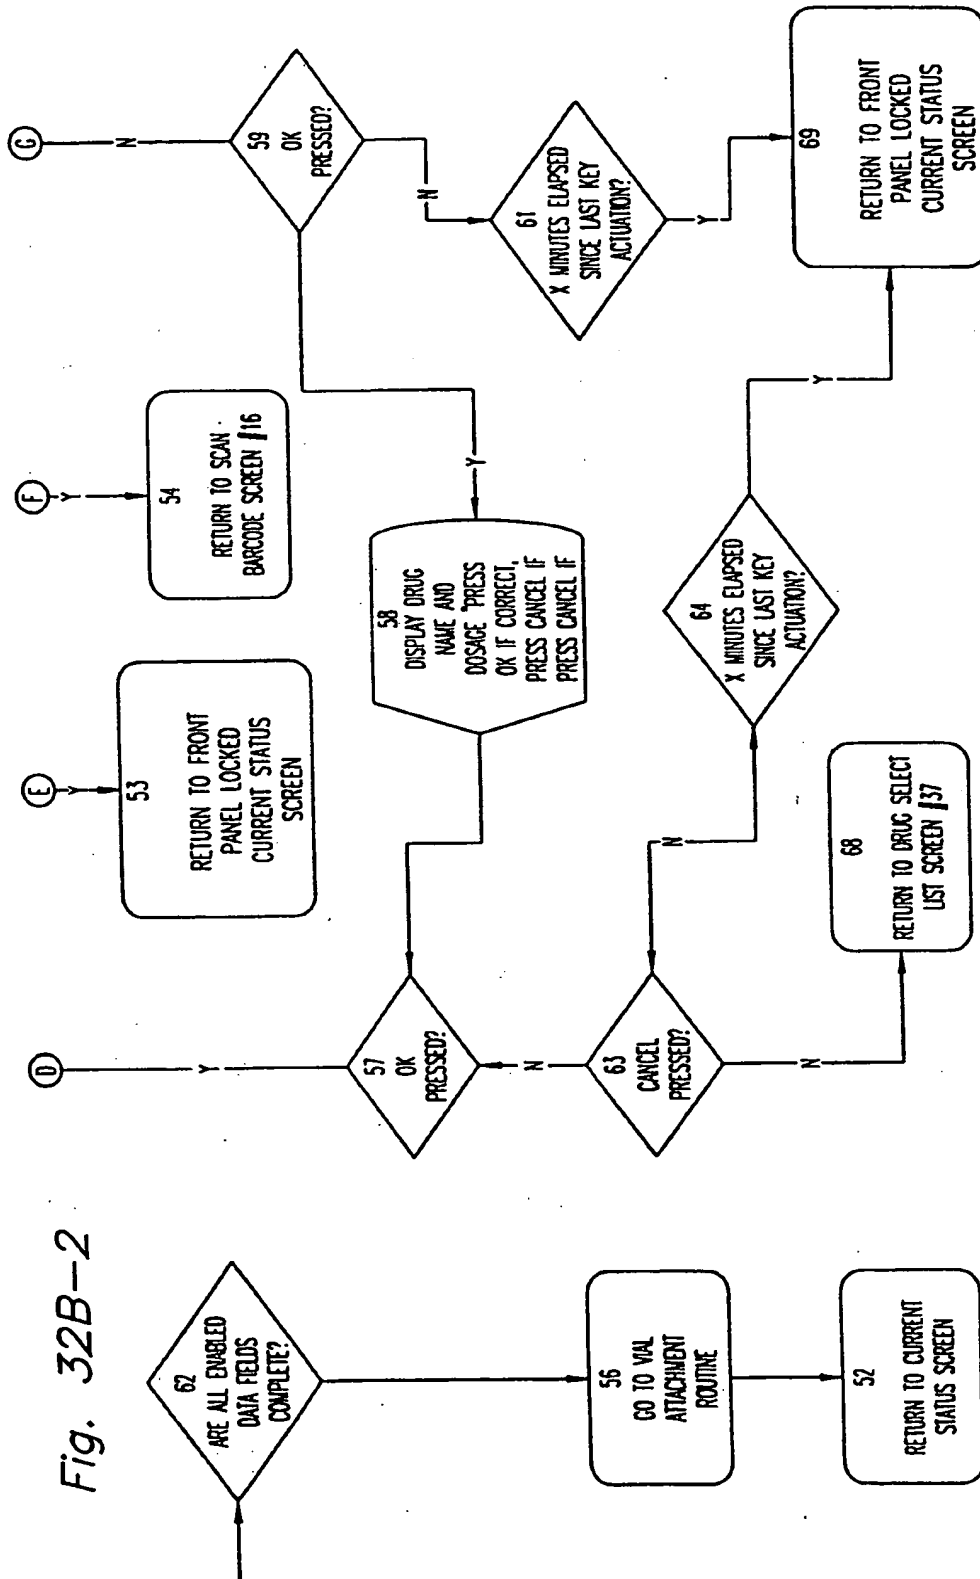 Fig. 32B-2
62
ARE ALL ENABLED
DATA FIELDS
COMPLETE?
56
GO TO VIAL
ATTACHMENT
ROUTINE
52
RETURN TO CURRENT
STATUS SCREEN
D
Y
57
OK
PRESSED?
N
63
CANCEL
PRESSED?
N
68
RETURN TO DRUG SELECT
LIST SCREEN /37
E
Y
53
RETURN TO FRONT
PANEL LOCKED
CURRENT STATUS
SCREEN
F
Y
54
RETURN TO SCAN
BARCODE SCREEN /16
58
DISPLAY DRUG
NAME AND
DOSAGE "PRESS
OK IF CORRECT,
PRESS CANCEL IF
PRESS CANCEL IF
Y
N
64
X MINUTES ELAPSED
SINCE LAST KEY
ACTUATION?
Y
G
N
59
OK
PRESSED?
N
61
X MINUTES ELAPSED
SINCE LAST KEY
ACTUATION?
Y
69
RETURN TO FRONT
PANEL LOCKED
CURRENT STATUS
SCREEN